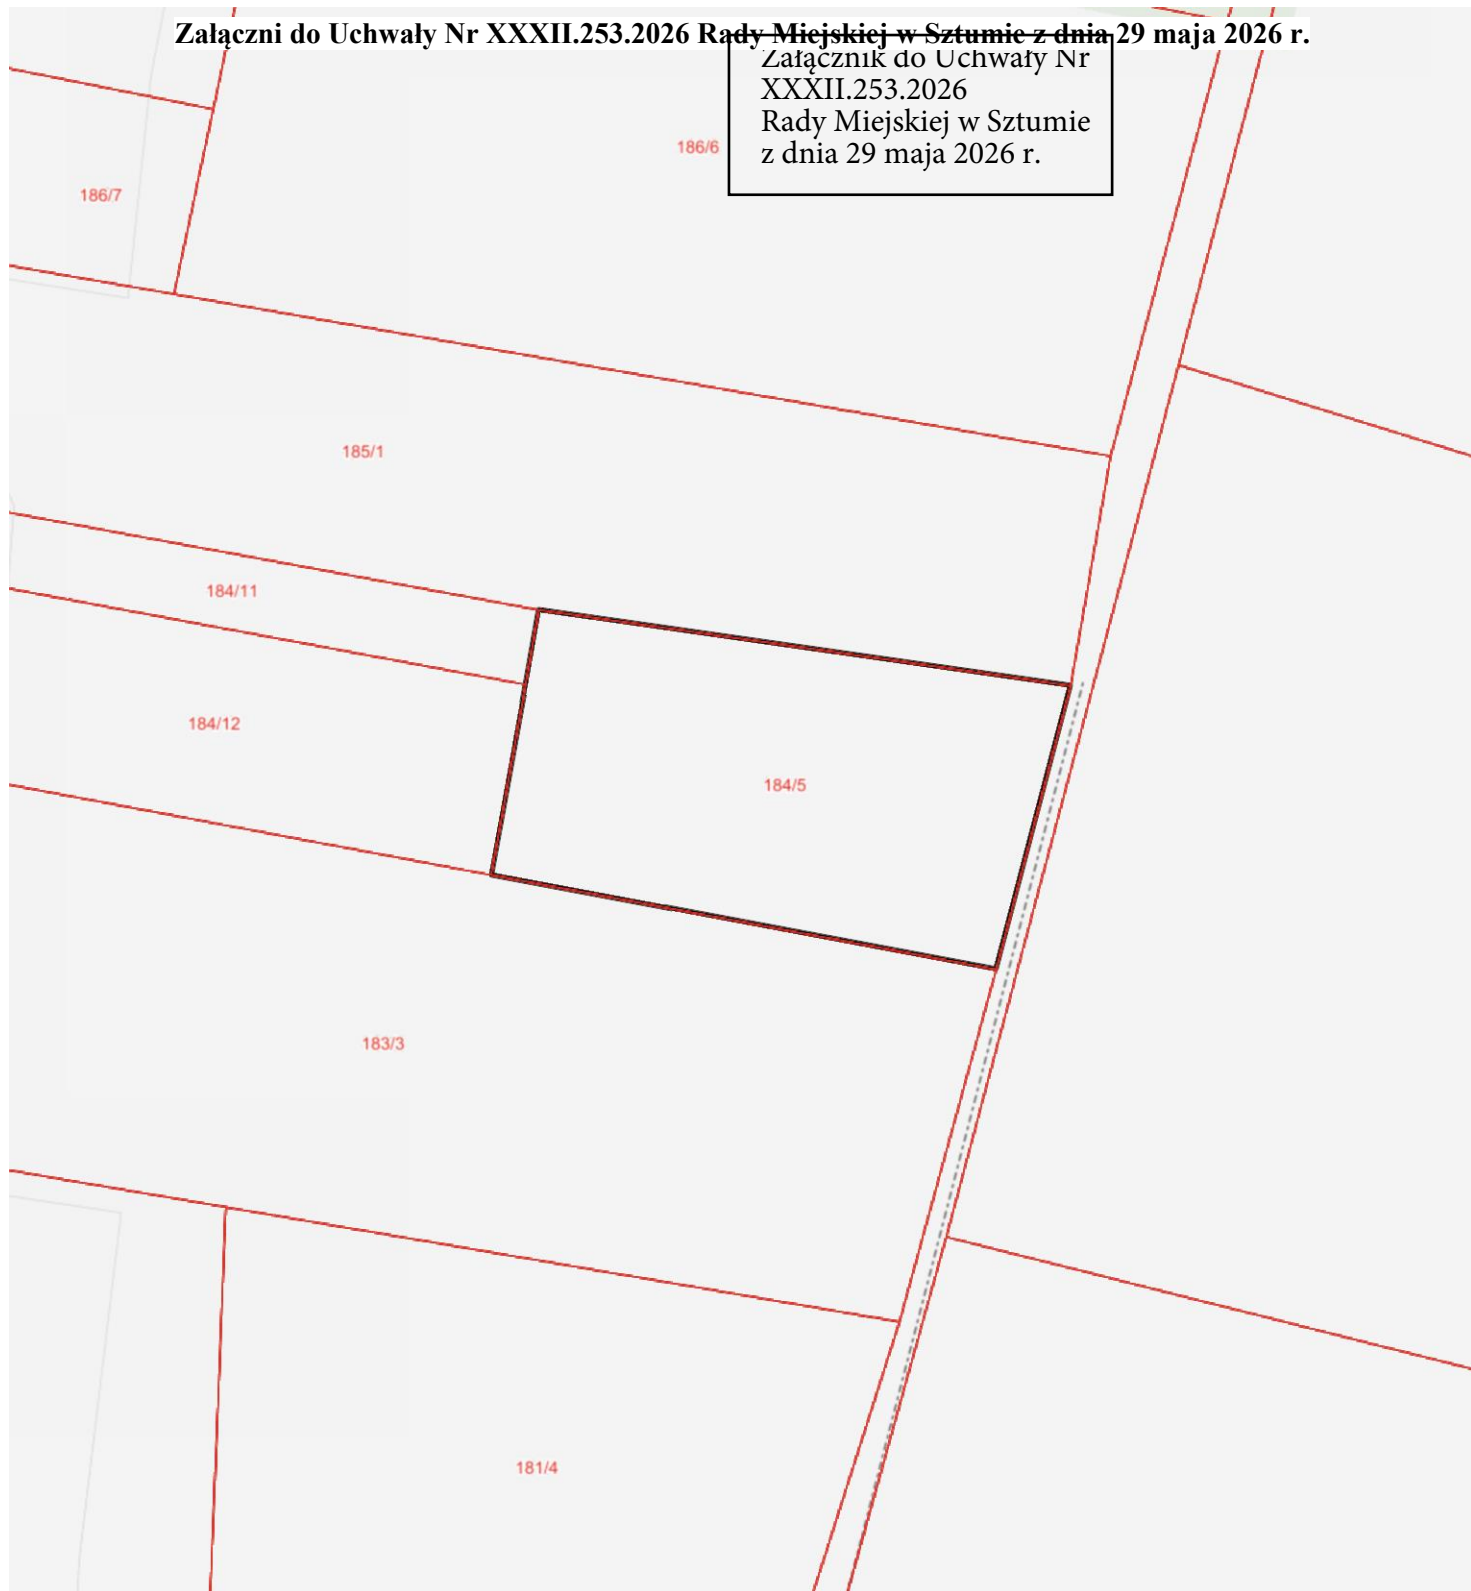 Załączni do Uchwały Nr XXXII.253.2026 Rady Miejskiej w Sztumie z dnia 29 maja 2026 r.
Załącznik do Uchwały Nr
XXXII.253.2026
Rady Miejskiej w Sztumie
z dnia 29 maja 2026 r.
186/6
186/7
185/1
184/11
184/12
184/5
183/3
181/4